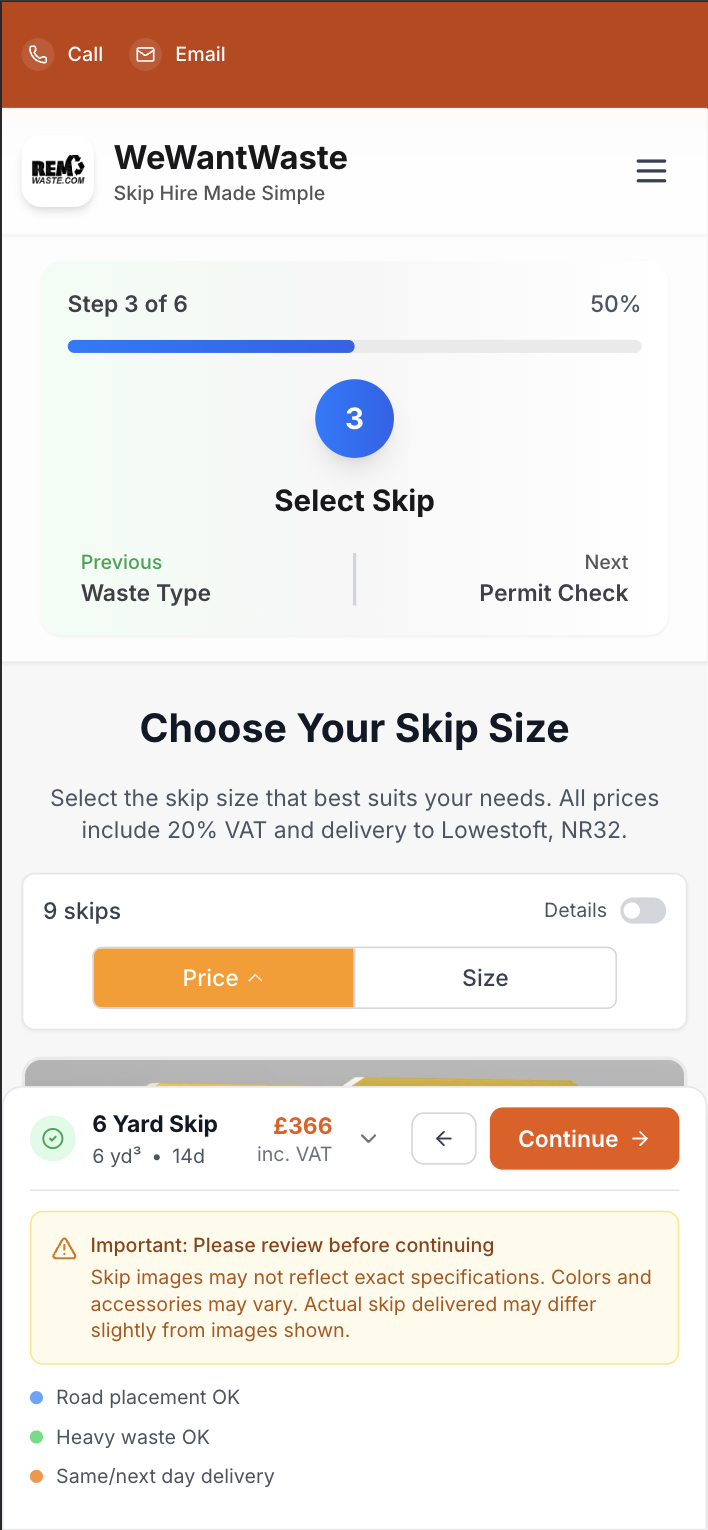 Call Email
REM
WASTE.COM
WeWantWaste
Skip Hire Made Simple
Step 3 of 6 50%
3
Select Skip
Previous Next
Waste Type Permit Check
Choose Your Skip Size
Select the skip size that best suits your needs. All prices
include 20% VAT and delivery to Lowestoft, NR32.
9 skips Details
Price Size
6 Yard Skip £366
6 yd³ • 14d inc. VAT
Continue →
Important: Please review before continuing
Skip images may not reflect exact specifications. Colors and
accessories may vary. Actual skip delivered may differ
slightly from images shown.
Road placement OK
Heavy waste OK
Same/next day delivery